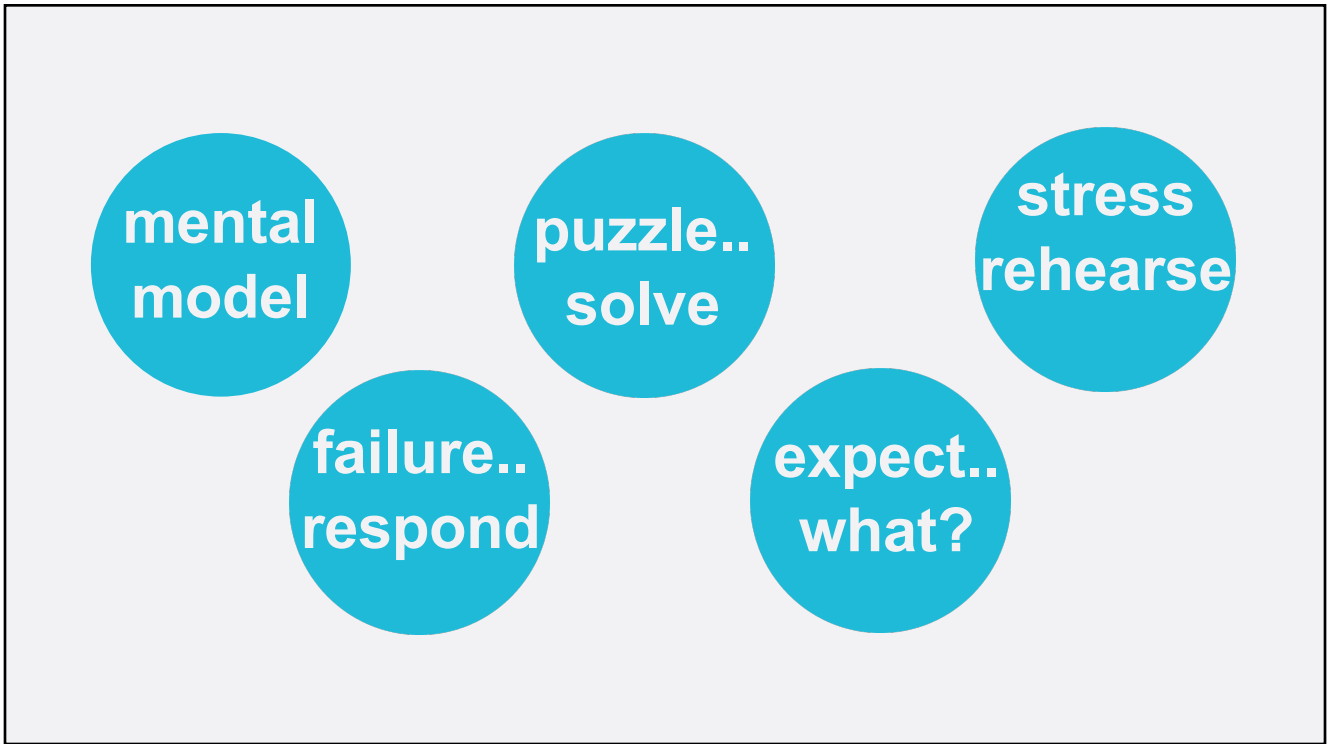 mental
model
puzzle..
solve
stress
rehearse
failure..
respond
expect..
what?